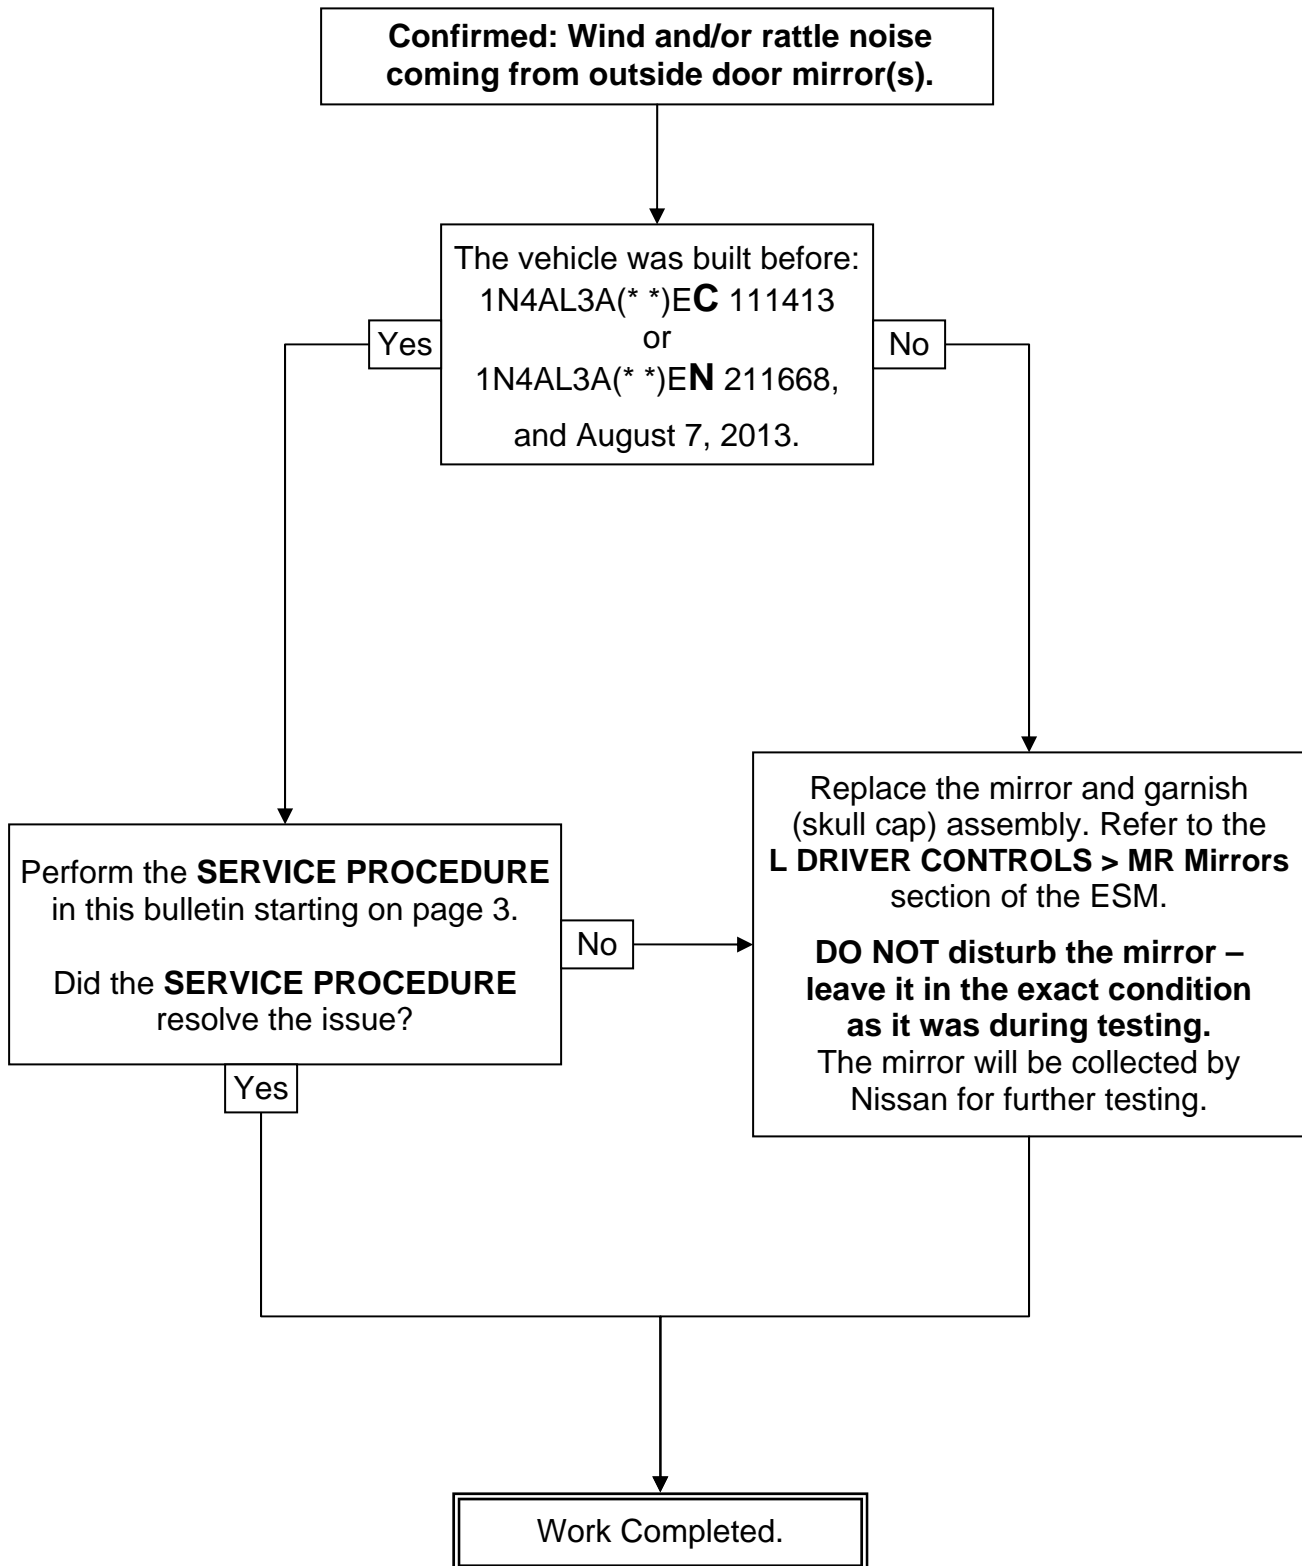 Confirmed: Wind and/or rattle noise
coming from outside door mirror(s).
The vehicle was built before:
1N4AL3A(* *)EC 111413
or
1N4AL3A(* *)EN 211668,
and August 7, 2013.
Yes
No
Perform the SERVICE PROCEDURE
in this bulletin starting on page 3.
Did the SERVICE PROCEDURE
resolve the issue?
No
Yes
Replace the mirror and garnish
(skull cap) assembly. Refer to the
L DRIVER CONTROLS > MR Mirrors
section of the ESM.
DO NOT disturb the mirror –
leave it in the exact condition
as it was during testing.
The mirror will be collected by
Nissan for further testing.
Work Completed.